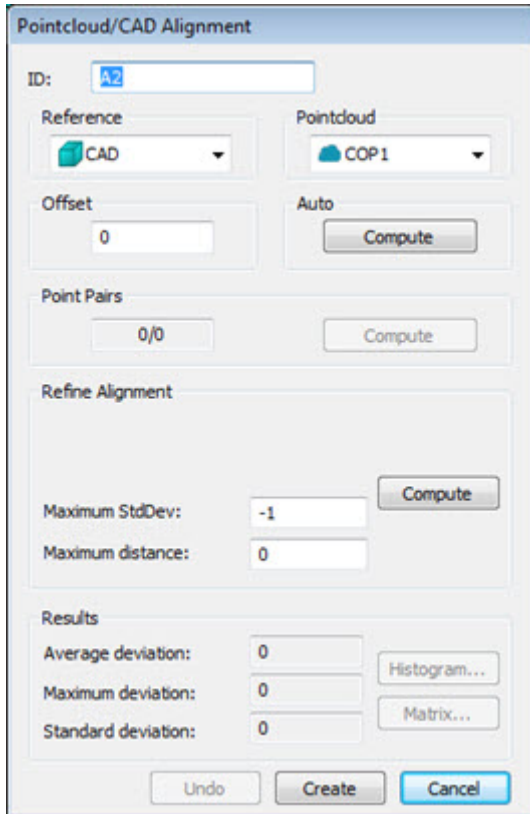 Pointcloud/CAD Alignment
ID: A2
Reference Pointcloud
CAD COP1
Offset Auto
0 Compute
Point Pairs
0/0 Compute
Refine Alignment
Compute
Maximum StdDev: -1
Maximum distance: 0
Results
Average deviation: 0
Histogram...
Maximum deviation: 0
Matrix...
Standard deviation: 0
Undo Create Cancel